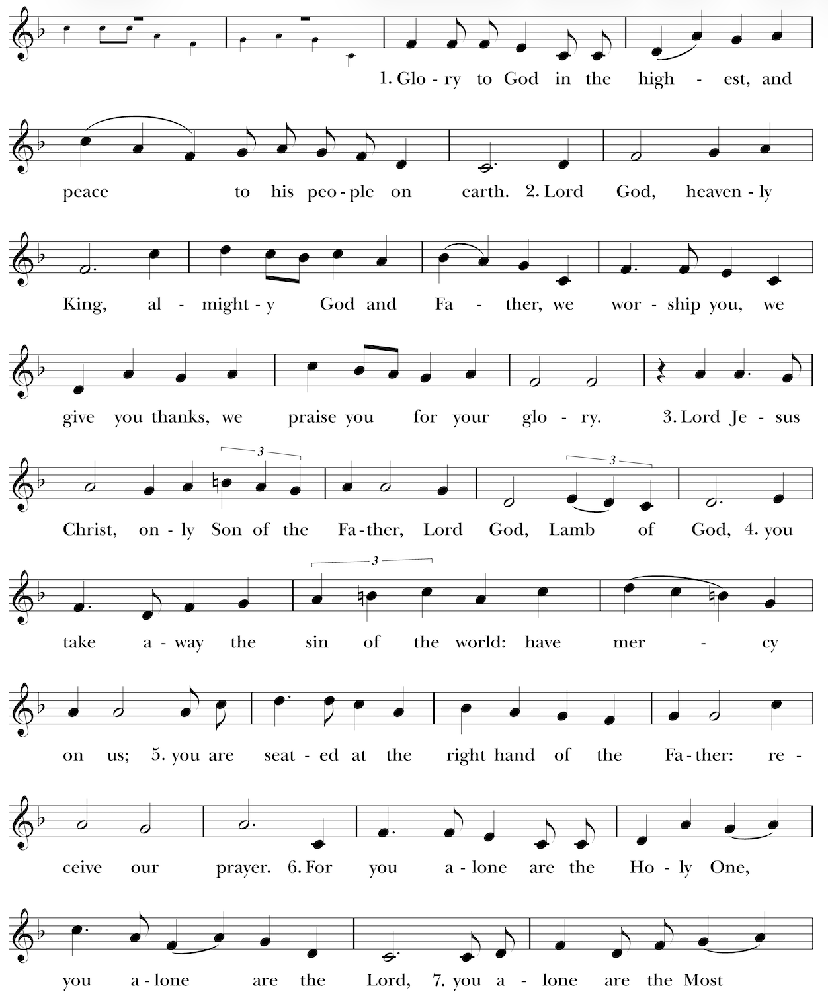 1. Glo - ry to God in the high - est, and
peace to his peo - ple on earth. 2. Lord God, heaven - ly
King, al - might - y God and Fa - ther, we wor - ship you, we
give you thanks, we praise you for your glo - ry. 3. Lord Je - sus
3 3
Christ, on - ly Son of the Fa - ther, Lord God, Lamb of God, 4. you
3
take a - way the sin of the world: have mer - cy
on us; 5. you are seat - ed at the right hand of the Fa - ther: re -
ceive our prayer. 6. For you a - lone are the Ho - ly One,
you a - lone are the Lord, 7. you a - lone are the Most